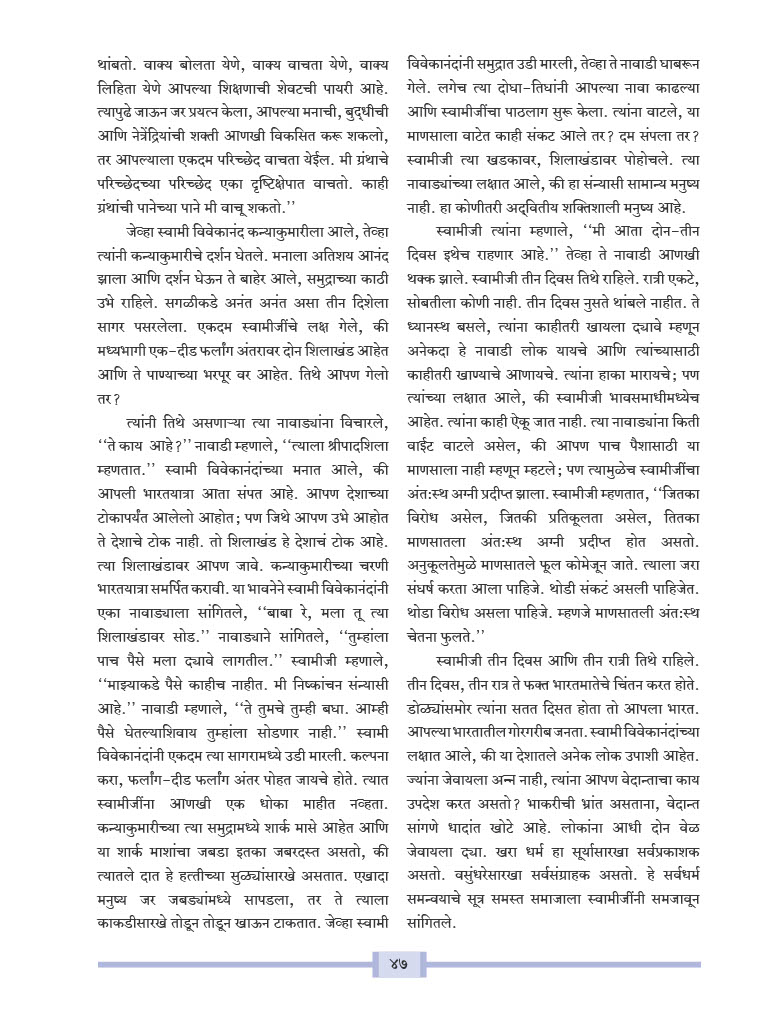 थांबतो. वाक्य बोलता येणे, वाक्य वाचता येणे, वाक्य
लिहिता येणे आपल्या शिक्षणाची शेवटची पायरी आहे.
त्यापुढे जाऊन जर प्रयत्न केला, आपल्या मनाची, बुद्धीची
आणि नेत्रेंद्रियांची शक्ती आणखी विकसित करू शकलो,
तर आपल्याला एकदम परिच्छेद वाचता येईल. मी ग्रंथाचे
परिच्छेदच्या परिच्छेद एका दृष्टिक्षेपात वाचतो. काही
ग्रंथांची पानेच्या पाने मी वाचू शकतो.’’
जेव्हा स्वामी विवेकानंद कन्याकुमारीला आले, तेव्हा
त्यांनी कन्याकुमारीचे दर्शन घेतले. मनाला अतिशय आनंद
झाला आणि दर्शन घेऊन ते बाहेर आले, समुद्राच्या काठी
उभे राहिले. सगळीकडे अनंत अनंत असा तीन दिशेला
सागर पसरलेला. एकदम स्वामीजींचे लक्ष गेले, की
मध्यभागी एक-दीड फर्लांग अंतरावर दोन शिलाखंड आहेत
आणि ते पाण्याच्या भरपूर वर आहेत. तिथे आपण गेलो
तर?
त्यांनी तिथे असणाऱ्या त्या नावाड्यांना विचारले,
‘‘ते काय आहे?’’ नावाडी म्हणाले, ‘‘त्याला श्रीपादशिला
म्हणतात.’’ स्वामी विवेकानंदांच्या मनात आले, की
आपली भारतयात्रा आता संपत आहे. आपण देशाच्या
टोकापर्यंत आलेलो आहोत; पण जिथे आपण उभे आहोत
ते देशाचे टोक नाही. तो शिलाखंड हे देशाचं टोक आहे.
त्या शिलाखंडावर आपण जावे. कन्याकुमारीच्या चरणी
भारतयात्रा समर्पित करावी. या भावनेने स्वामी विवेकानंदांनी
एका नावाड्याला सांगितले, ‘‘बाबा रे, मला तू त्या
शिलाखंडावर सोड.’’ नावाड्याने सांगितले, ‘‘तुम्हांला
पाच पैसे मला द्यावे लागतील.’’ स्वामीजी म्हणाले,
‘‘माझ्याकडे पैसे काहीच नाहीत. मी निष्कांचन संन्यासी
आहे.’’ नावाडी म्हणाले, ‘‘ते तुमचे तुम्ही बघा. आम्ही
पैसे घेतल्याशिवाय तुम्हांला सोडणार नाही.’’ स्वामी
विवेकानंदांनी एकदम त्या सागरामध्ये उडी मारली. कल्पना
करा, फर्लांग-दीड फर्लांग अंतर पोहत जायचे होते. त्यात
स्वामीजींना आणखी एक धोका माहीत नव्हता.
कन्याकुमारीच्या त्या समुद्रामध्ये शार्क मासे आहेत आणि
या शार्क माशांचा जबडा इतका जबरदस्त असतो, की
त्यातले दात हे हत्तीच्या सुळ्यांसारखे असतात. एखादा
मनुष्य जर जबड्यांमध्ये सापडला, तर ते त्याला
काकडीसारखे तोडून तोडून खाऊन टाकतात. जेव्हा स्वामी
विवेकानंदांनी समुद्रात उडी मारली, तेव्हा ते नावाडी घाबरून
गेले. लगेच त्या दोघा-तिघांनी आपल्या नावा काढल्या
आणि स्वामीजींचा पाठलाग सुरू केला. त्यांना वाटले, या
माणसाला वाटेत काही संकट आले तर? दम संपला तर?
स्वामीजी त्या खडकावर, शिलाखंडावर पोहोचले. त्या
नावाड्यांच्या लक्षात आले, की हा संन्यासी सामान्य मनुष्य
नाही. हा कोणीतरी अद्‌वितीय शक्तिशाली मनुष्य आहे.
स्वामीजी त्यांना म्हणाले, ‘‘मी आता दोन-तीन
दिवस इथेच राहणार आहे.’’ तेव्हा ते नावाडी आणखी
थक्क झाले. स्वामीजी तीन दिवस तिथे राहिले. रात्री एकटे,
सोबतीला कोणी नाही. तीन दिवस नुसते थांबले नाहीत. ते
ध्यानस्थ बसले, त्यांना काहीतरी खायला द्यावे म्हणून
अनेकदा हे नावाडी लोक यायचे आणि त्यांच्यासाठी
काहीतरी खाण्याचे आणायचे. त्यांना हाका मारायचे; पण
त्यांच्या लक्षात आले, की स्वामीजी भावसमाधीमध्येच
आहेत. त्यांना काही ऐकू जात नाही. त्या नावाड्यांना किती
वाईट वाटले असेल, की आपण पाच पैशासाठी या
माणसाला नाही म्हणून म्हटले; पण त्यामुळेच स्वामीजींचा
अंत:स्थ अग्नी प्रदीप्त झाला. स्वामीजी म्हणतात, ‘‘जितका
विरोध असेल, जितकी प्रतिकूलता असेल, तितका
माणसातला अंत:स्थ अग्नी प्रदीप्त होत असतो.
अनुकूलतेमुळे माणसातले फूल कोमेजून जाते. त्याला जरा
संघर्ष करता आला पाहिजे. थोडी संकटं असली पाहिजेत.
थोडा विरोध असला पाहिजे. म्हणजे माणसातली अंत:स्थ
चेतना फुलते.’’
स्वामीजी तीन दिवस आणि तीन रात्री तिथे राहिले.
तीन दिवस, तीन रात्र ते फक्त भारतमातेचे चिंतन करत होते.
डोळ्यांसमोर त्यांना सतत दिसत होता तो आपला भारत.
आपल्या भारतातील गोरगरीब जनता. स्वामी विवेकानंदांच्या
लक्षात आले, की या देशातले अनेक लोक उपाशी आहेत.
ज्यांना जेवायला अन्न नाही, त्यांना आपण वेदान्ताचा काय
उपदेश करत असतो? भाकरीची भ्रांत असताना, वेदान्त
सांगणे धादांत खोटे आहे. लोकांना आधी दोन वेळ
जेवायला द्या. खरा धर्म हा सूर्यासारखा सर्वप्रकाशक
असतो. वसुंधरेसारखा सर्वसंग्राहक असतो. हे सर्वधर्म
समन्वयाचे सूत्र समस्त समाजाला स्वामीजींनी समजावून
सांगितले.
४७